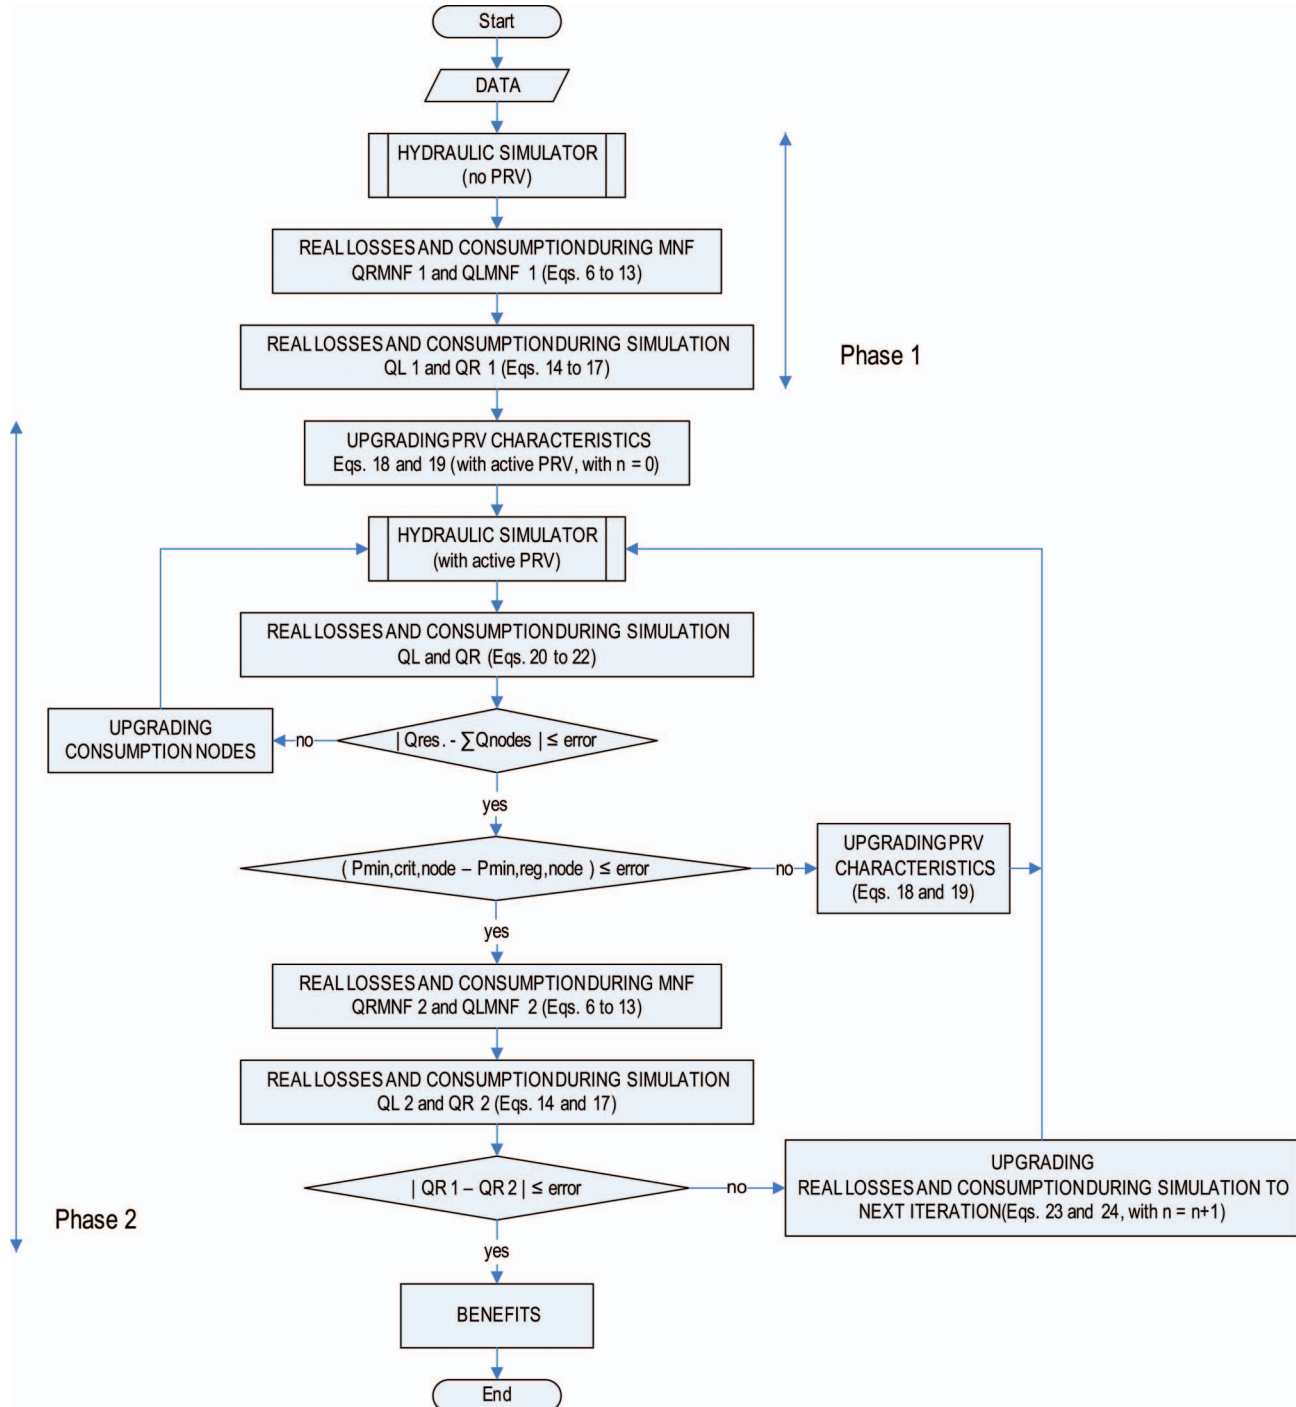 Start
DATA
HYDRAULIC SIMULATOR
(no PRV)
REAL LOSSES AND CONSUMPTION DURING MNF
QRMNF 1 and QLMNF 1 (Eqs. 6 to 13)
REAL LOSSES AND CONSUMPTION DURING SIMULATION
QL 1 and QR 1 (Eqs. 14 to 17)
Phase 1
UPGRADING PRV CHARACTERISTICS
Eqs. 18 and 19 (with active PRV, with n = 0)
HYDRAULIC SIMULATOR
(with active PRV)
REAL LOSSES AND CONSUMPTION DURING SIMULATION
QL and QR (Eqs. 20 to 22)
UPGRADING
CONSUMPTION NODES
no
| Qres. - ∑Qnodes | ≤ error
yes
( Pmin,crit,node – Pmin,reg,node ) ≤ error
no
UPGRADING PRV
CHARACTERISTICS
(Eqs. 18 and 19)
yes
REAL LOSSES AND CONSUMPTION DURING MNF
QRMNF 2 and QLMNF 2 (Eqs. 6 to 13)
REAL LOSSES AND CONSUMPTION DURING SIMULATION
QL 2 and QR 2 (Eqs. 14 and 17)
| QR 1 – QR 2 | ≤ error
no
UPGRADING
REAL LOSSES AND CONSUMPTION DURING SIMULATION TO
NEXT ITERATION(Eqs. 23 and 24, with n = n+1)
Phase 2
yes
BENEFITS
End